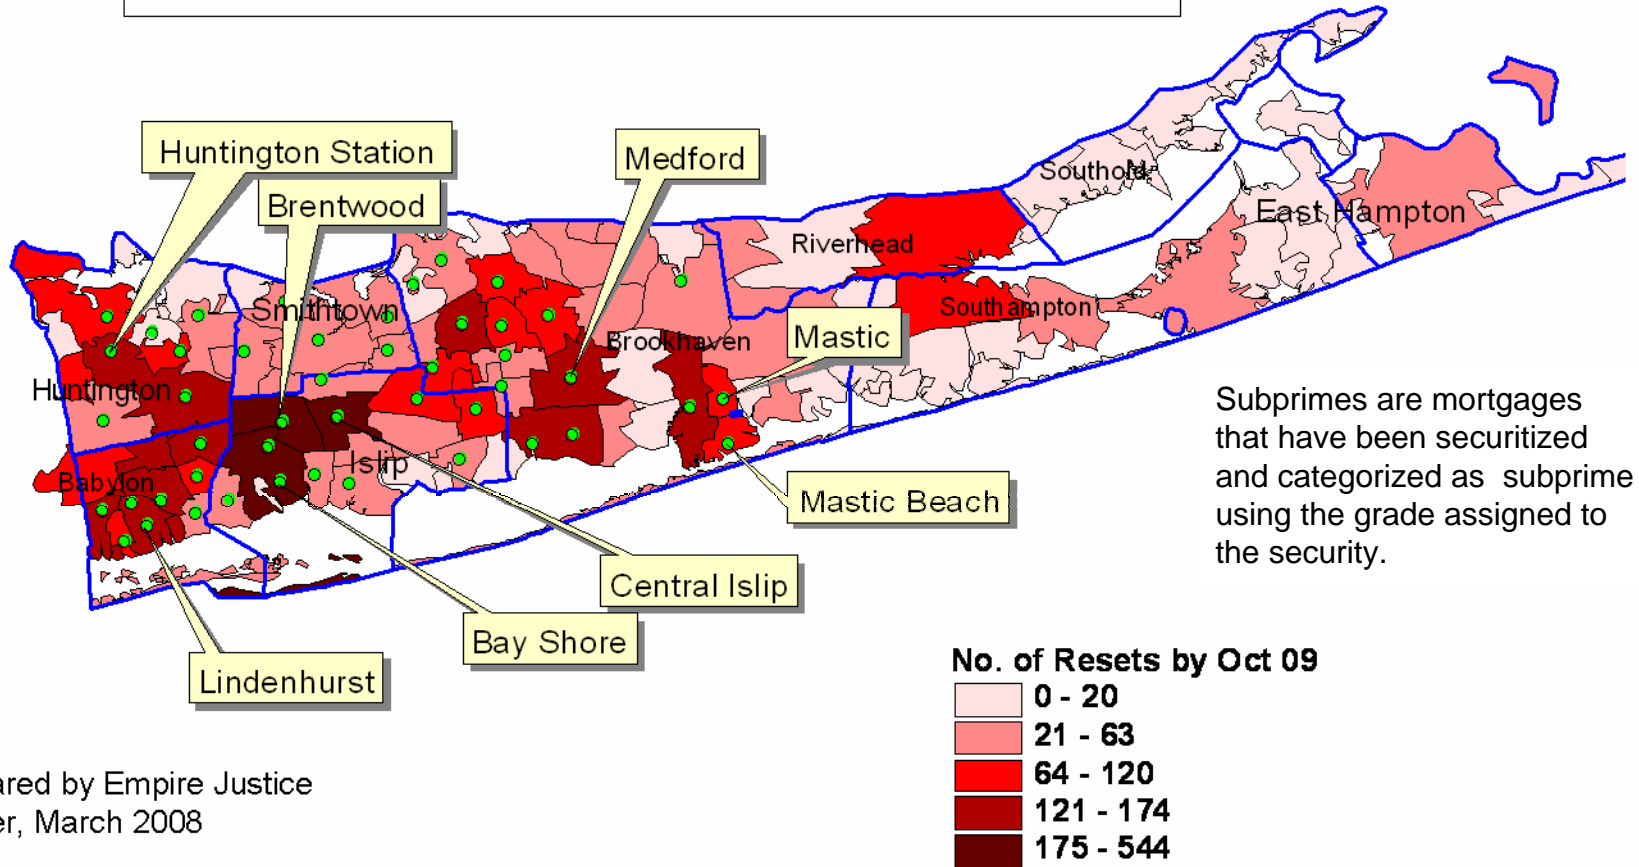 Huntington Station
Medford
Brentwood
Southold
East Hampton
Riverhead
Smithtown
Southampton
Mastic
Brookhaven
Huntington
Subprimes are mortgages
that have been securitized
and categorized as subprime
using the grade assigned to
the security.
Islip
Babylon
Mastic Beach
Central Islip
Bay Shore
Lindenhurst
No. of Resets by Oct 09
0 - 20
21 - 63
64 - 120
121 - 174
175 - 544
ared by Empire Justice
er, March 2008